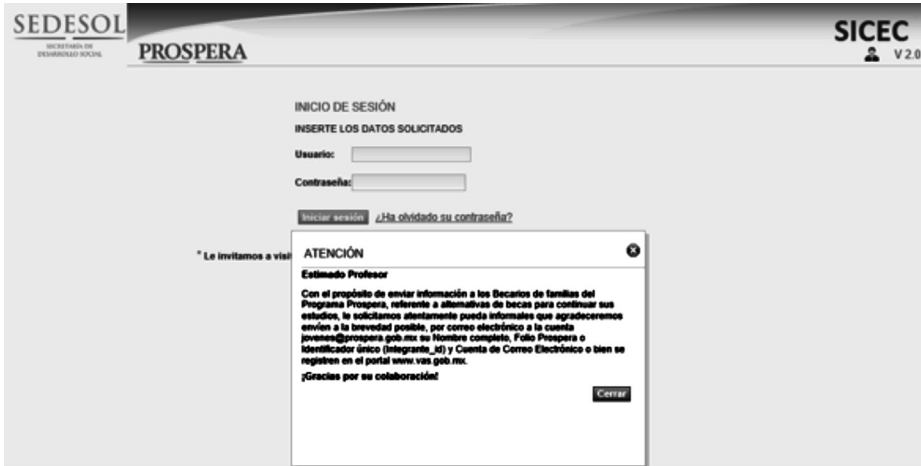 SEDESOL
SECRETARÍA DE
DESARROLLO SOCIAL
PROSPERA
SICEC
V 2.0
INICIO DE SESIÓN
INSERTE LOS DATOS SOLICITADOS
Usuario:
Contraseña:
Iniciar sesión ¿Ha olvidado su contraseña?
* Le invitamos a visi
ATENCIÓN
Estimado Profesor
Con el propósito de enviar información a los Becarios de familias del
Programa Prospera, referente a alternativas de becas para continuar sus
estudios, le solicitamos atentamente pueda informales que agradeceremos
envíen a la brevedad posible, por correo electrónico a la cuenta
jovenes@prospera.gob.mx su Nombre completo, Folio Prospera o
Identificador único (Integrante_id) y Cuenta de Correo Electrónico o bien se
registren en el portal www.vas.gob.mx.
¡Gracias por su colaboración!
Cerrar